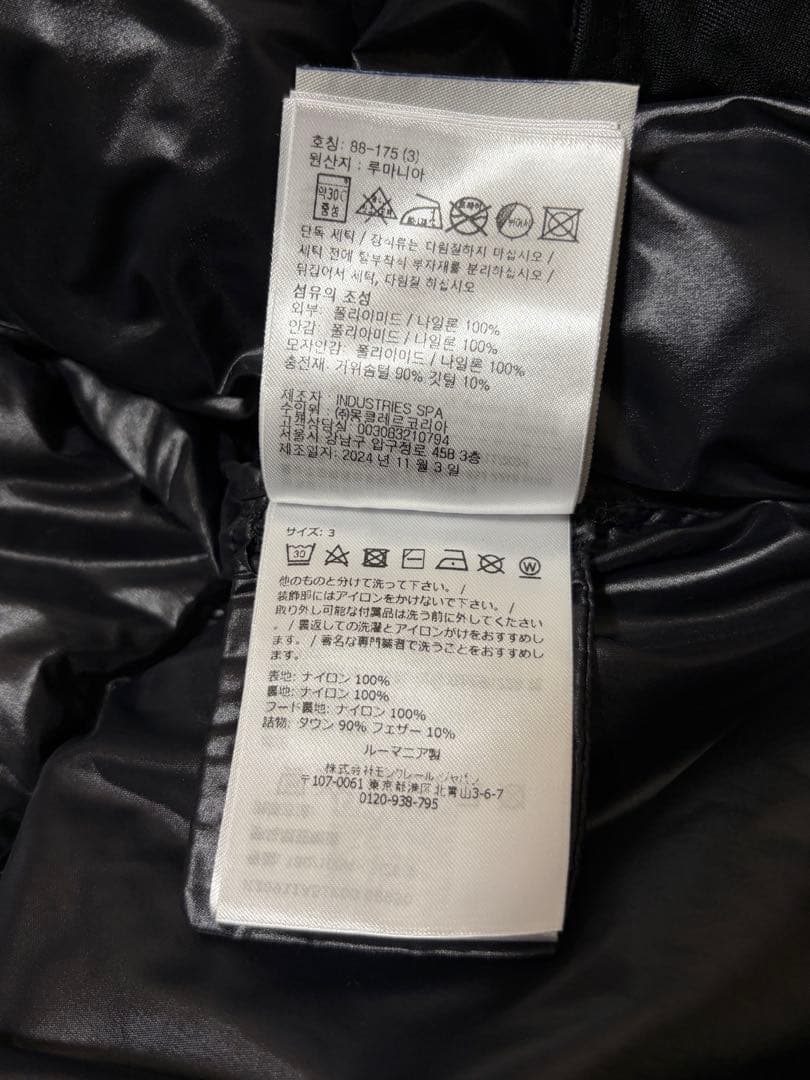 호칭: 88-175 (3)
원산지 : 루마니아
약30℃
중성
단독 세탁 / 장식류는 다림질하지 마십시오 /
세탁 전에 탈부착식 부자재를 분리하십시오 /
뒤집어서 세탁, 다림질 하십시오
섬유의 조성
외부: 폴리아미드 / 나일론 100%
안감: 폴리아미드 / 나일론 100%
모자안감: 폴리아미드 / 나일론 100%
충전재: 거위솜털 90% 깃털 10%
제조자 INDUSTRIES SPA
수입원 : ㈜몽클레르코리아
고객상담실 003083210794
서울시 강남구 압구정로 458 3층
제조일자: 2024 년 11 월 3 일
サイズ: 3
30
W
他のものと分けて洗って下さい。/
装飾部にはアイロンをかけないで下さい。/
取り外し可能な付属品は洗う前に外してください
。/ 裏返しての洗濯とアイロンがけをおすすめし
ます。/ 著名な専門業者で洗うことをおすすめし
ます。
表地: ナイロン 100%
裏地: ナイロン 100%
フード裏地: ナイロン 100%
詰物: ダウン 90% フェザー 10%
ルーマニア製
株式会社モンクレール ジャパン
〒107-0061 東京都港区北青山3-6-7
0120-938-795